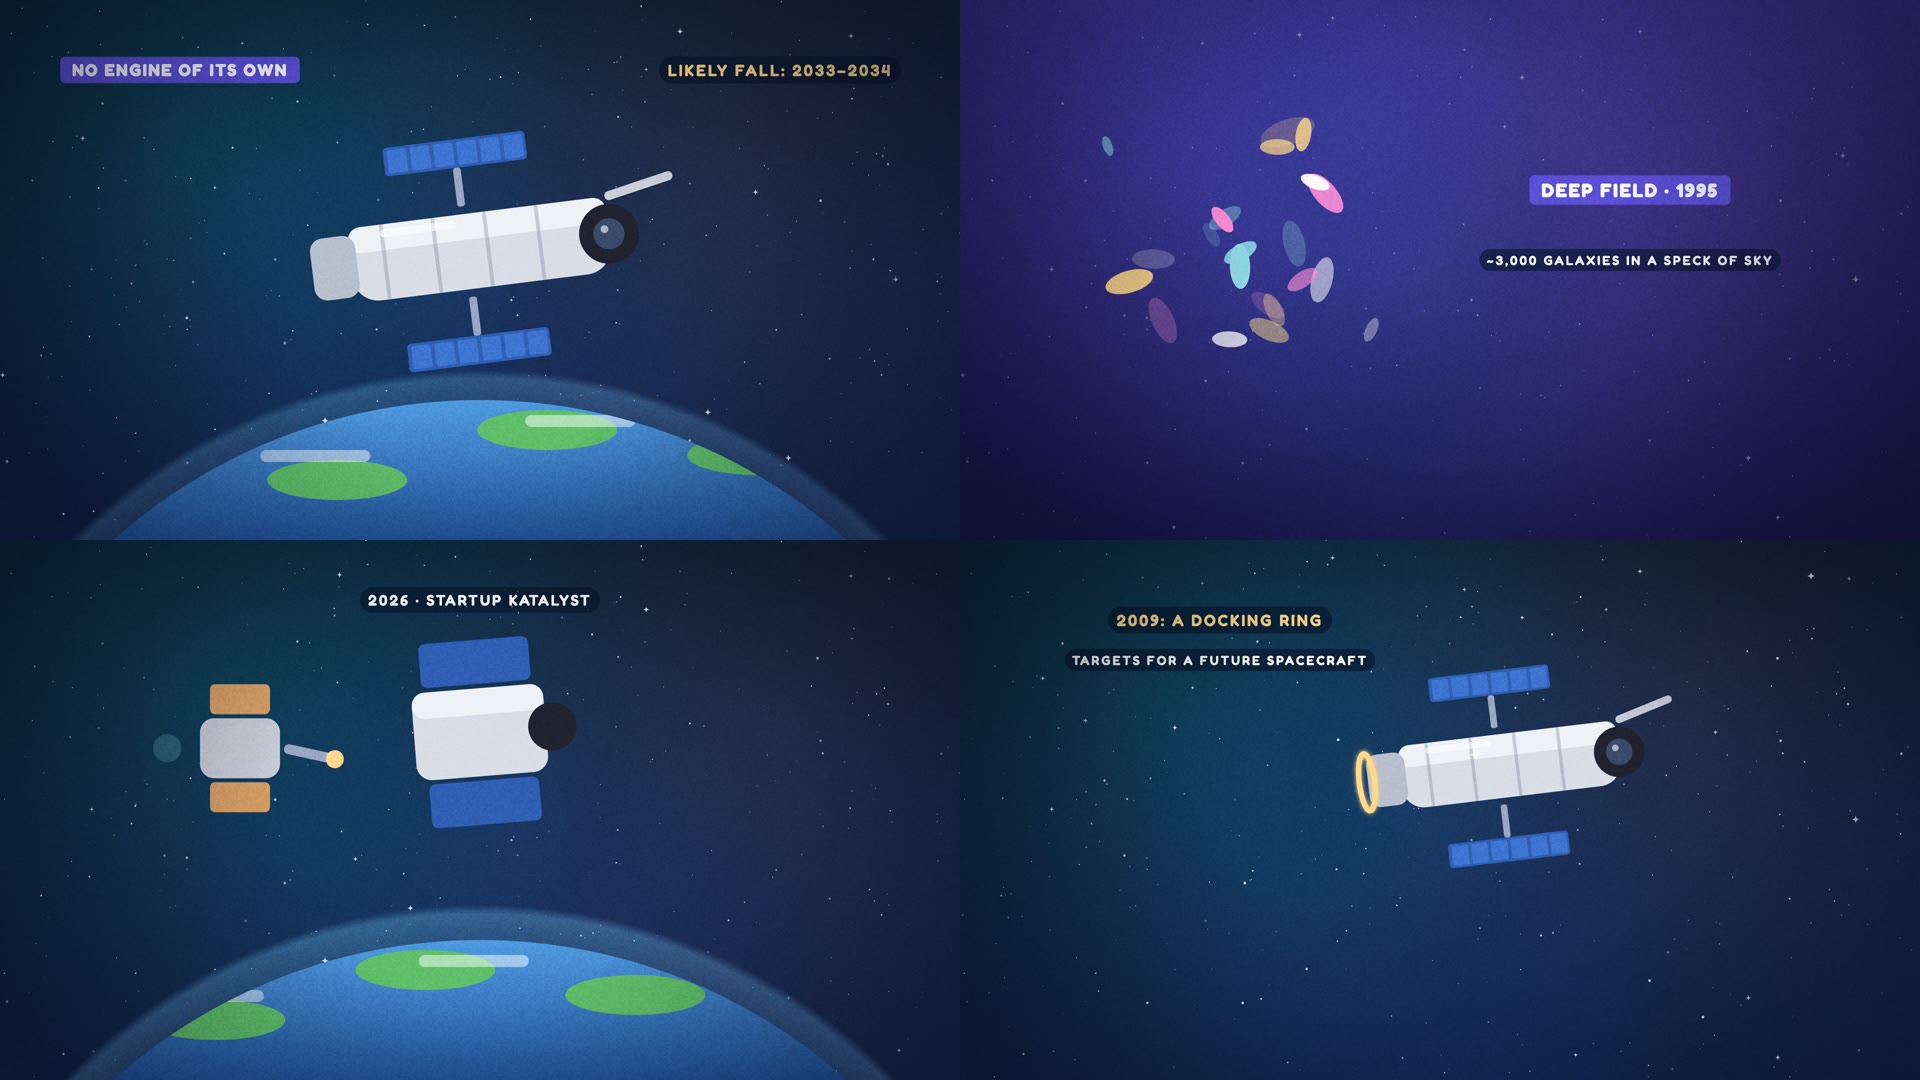 NO ENGINE OF ITS OWN
LIKELY FALL: 2033–2034
DEEP FIELD · 1995
~3,000 GALAXIES IN A SPECK OF SKY
2026 · STARTUP KATALYST
2009: A DOCKING RING
TARGETS FOR A FUTURE SPACECRAFT